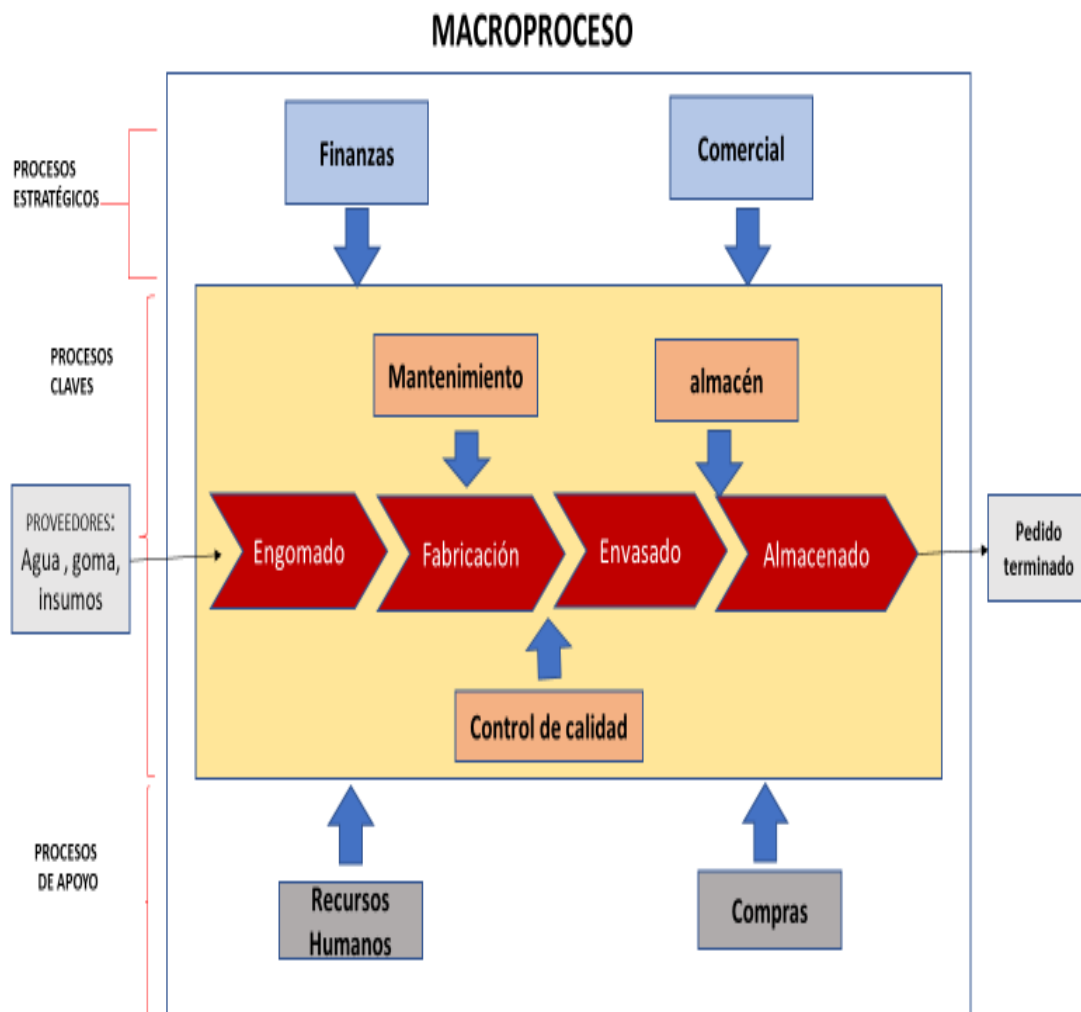 MACROPROCESO
PROCESOS
ESTRATÉGICOS
Finanzas
Comercial
PROCESOS
CLAVES
Mantenimiento
almacén
PROVEEDORES:
Agua , goma,
insumos
Engomado
Fabricación
Envasado
Almacenado
Pedido
terminado
Control de calidad
PROCESOS
DE APOYO
Recursos
Humanos
Compras